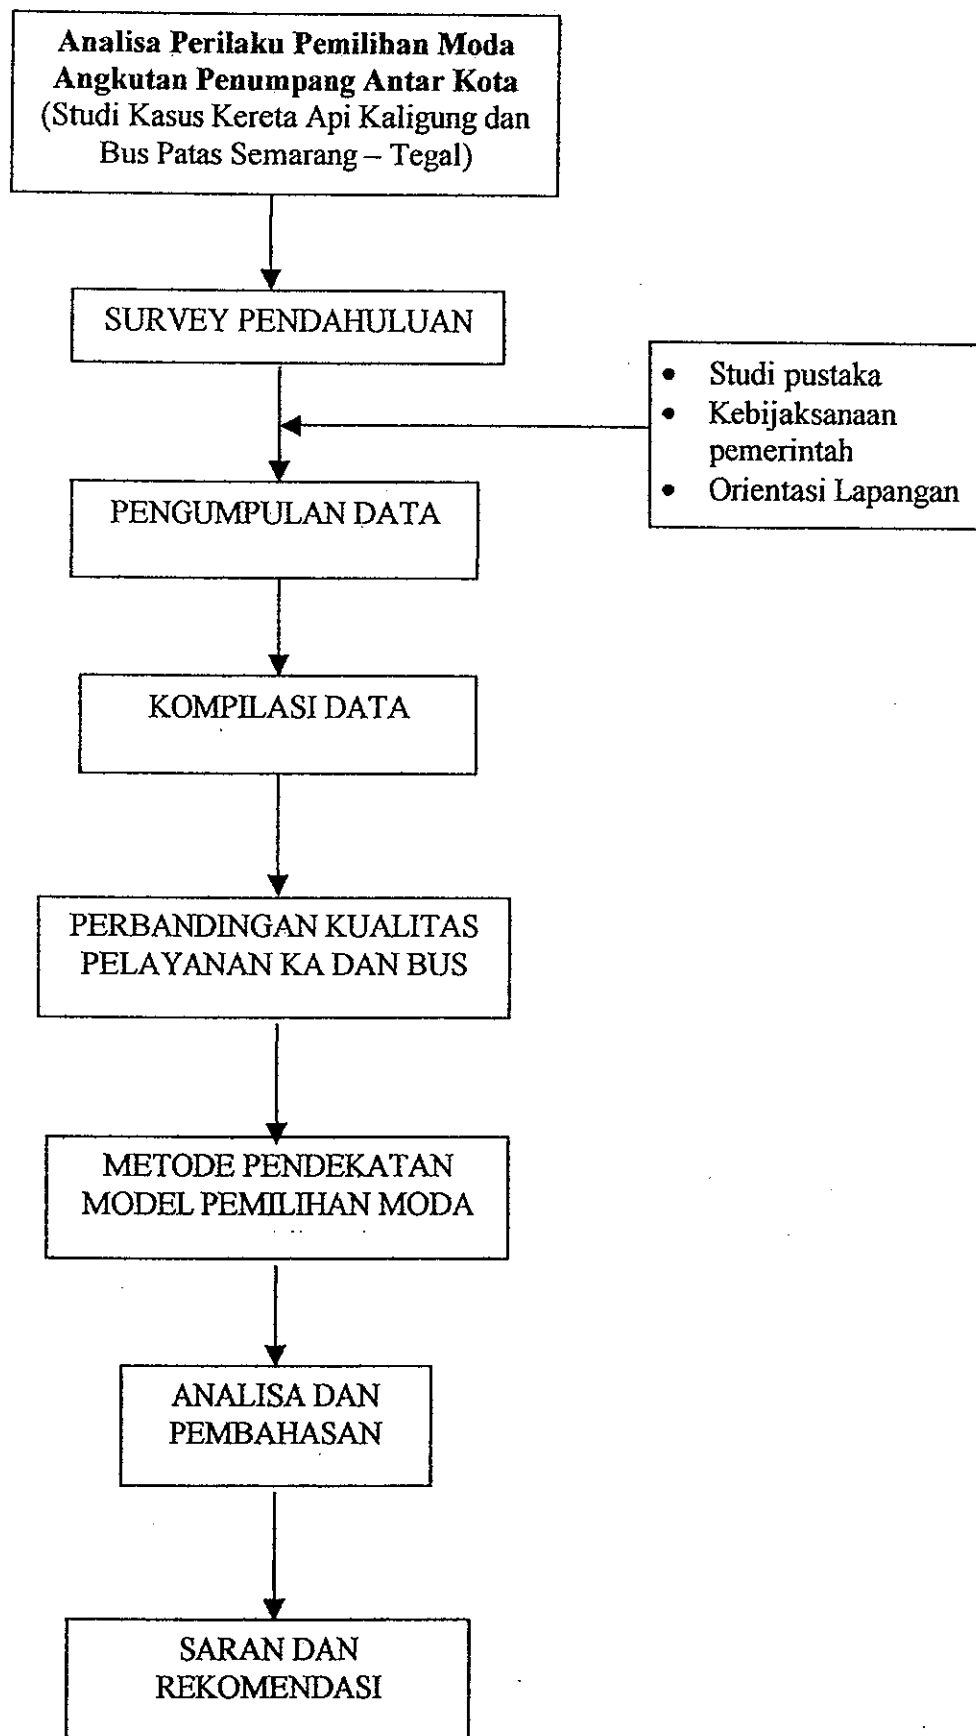 Analisa Perilaku Pemilihan Moda
Angkutan Penumpang Antar Kota
(Studi Kasus Kereta Api Kaligung dan
Bus Patas Semarang – Tegal)
SURVEY PENDAHULUAN
• Studi pustaka
• Kebijaksanaan
pemerintah
• Orientasi Lapangan
PENGUMPULAN DATA
KOMPILASI DATA
PERBANDINGAN KUALITAS
PELAYANAN KA DAN BUS
METODE PENDEKATAN
MODEL PEMILIHAN MODA
ANALISA DAN
PEMBAHASAN
SARAN DAN
REKOMENDASI